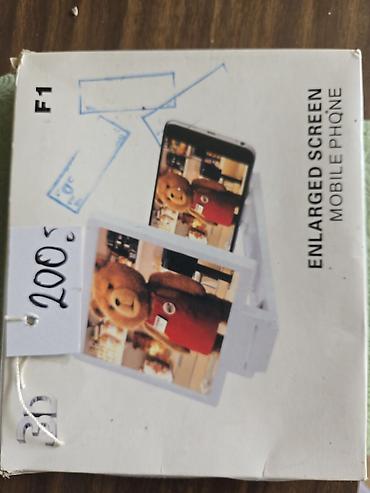 F1
ENLARGED SCREEN
MOBILE PHONE
200.
3D